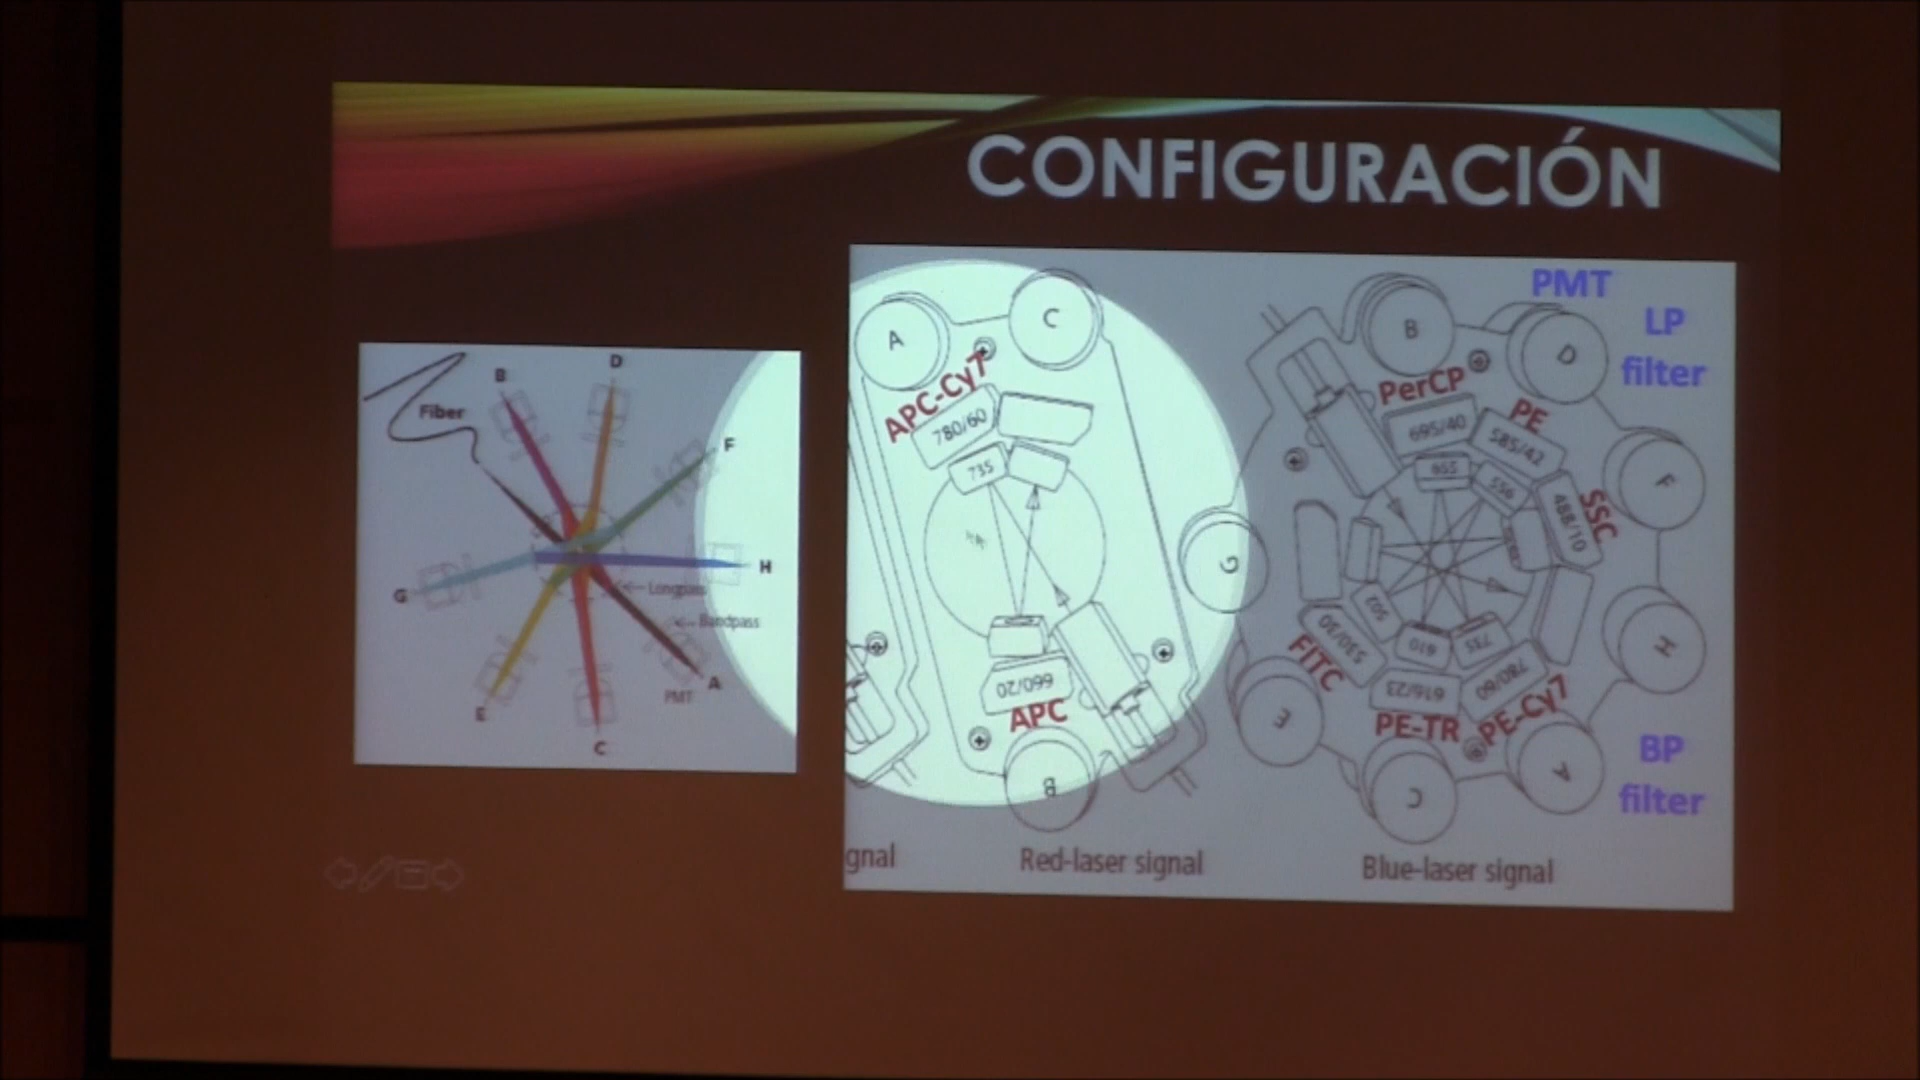 CONFIGURACIÓN
B
D
Fiber
F
G
H
Longpass
Bandpass
A
PMT
E
C
A
C
APC-Cy7
780/60
735
660/20
APC
B
Red-laser signal
gnal
B
D
PMT
LP
filter
PerCP
695/40
655
PE
585/42
556
SSC
488/10
F
G
H
502
530/30
FITC
610
616/23
PE-TR
735
780/60
PE-Cy7
E
C
A
BP
filter
Blue-laser signal